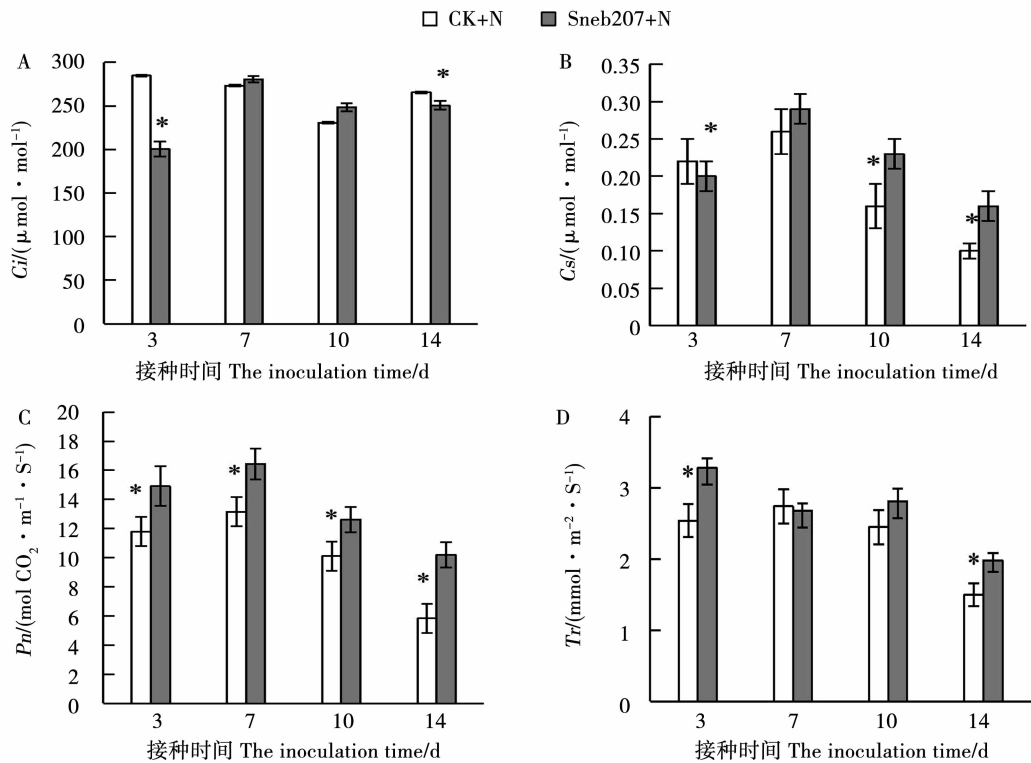 CK+N Sneb207+N
A
300
250
200
150
100
50
0
Ci/(μmol·mol⁻¹)
* *
3 7 10 14
接种时间 The inoculation time/d
B
0.35
0.30
0.25
0.20
0.15
0.10
0.05
0
Cs/(μmol·mol⁻¹)
* * *
3 7 10 14
接种时间 The inoculation time/d
C
20
18
16
14
12
10
8
6
4
2
0
Pn/(mol CO₂·m⁻¹·S⁻¹)
* * * *
3 7 10 14
接种时间 The inoculation time/d
D
4
3
2
1
0
Tr/(mmol·m⁻²·S⁻¹)
* *
3 7 10 14
接种时间 The inoculation time/d